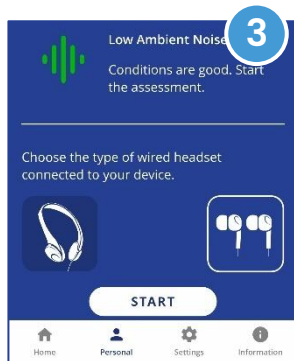 3
Low Ambient Noise
Conditions are good. Start
the assessment.
Choose the type of wired headset
connected to your device.
START
Home Personal Settings Information